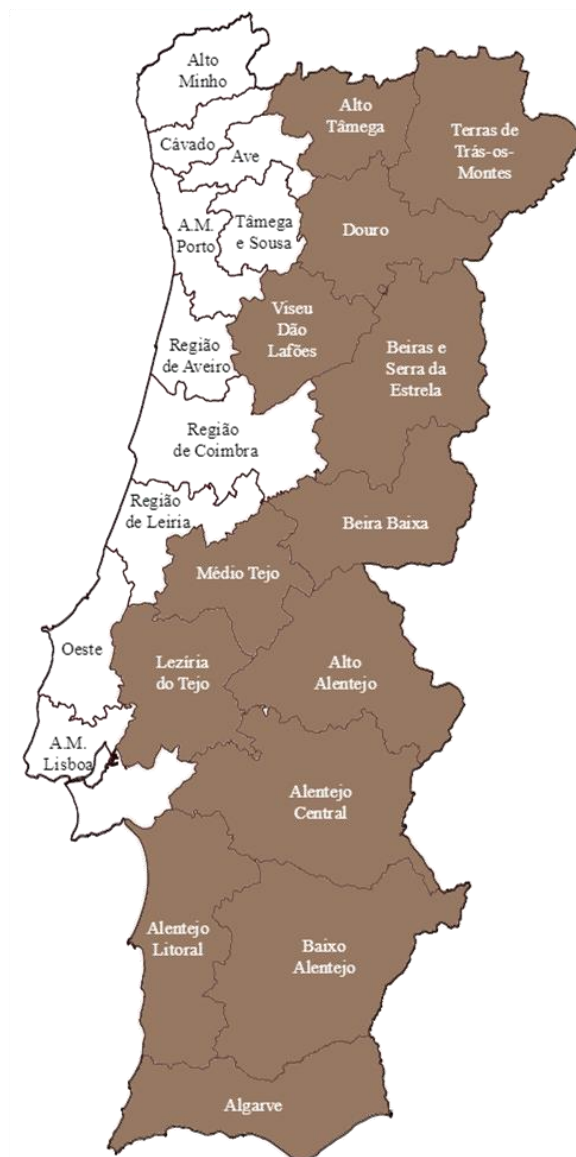 Alto
Minho
Alto
Tâmega
Terras de
Trás-os-
Montes
Cávado
Ave
A.M.
Porto
Tâmega
e Sousa
Douro
Viseu
Dão
Lafões
Região
de Aveiro
Beiras e
Serra da
Estrela
Região
de Coimbra
Região
de Leiria
Beira Baixa
Médio Tejo
Oeste
Lezíria
do Tejo
Alto
Alentejo
A.M.
Lisboa
Alentejo
Central
Alentejo
Litoral
Baixo
Alentejo
Algarve